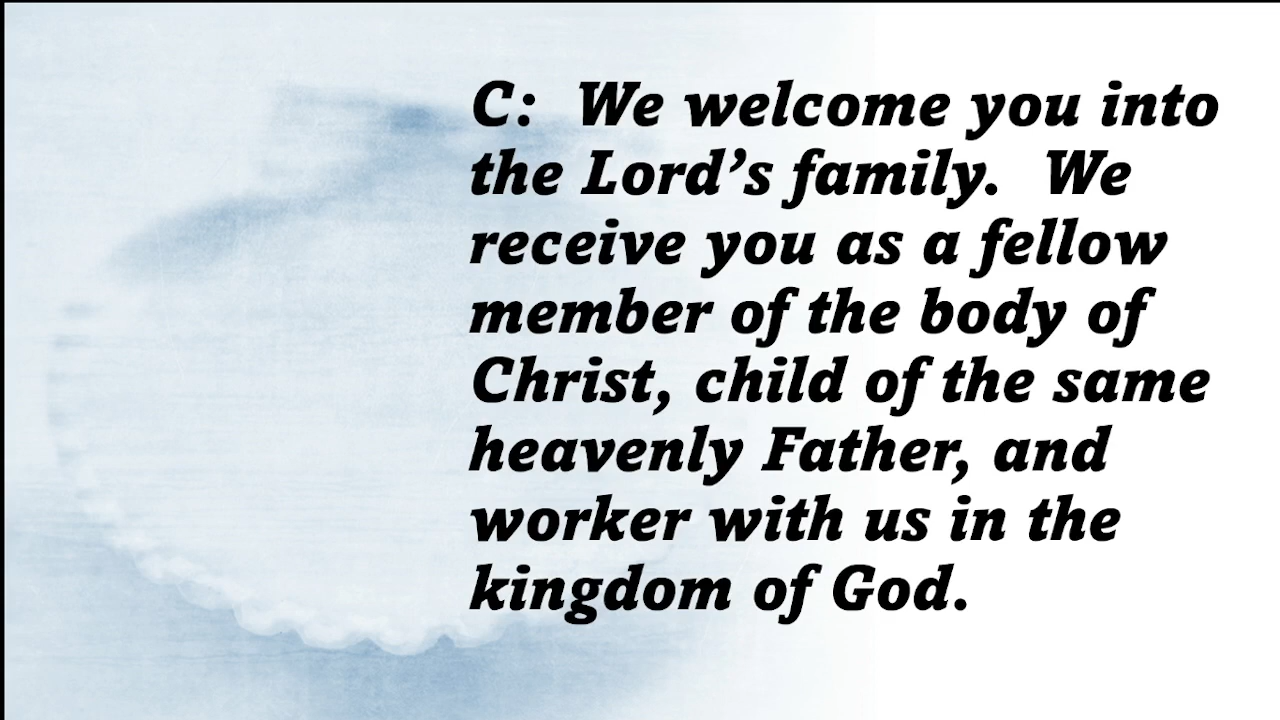 C:  We welcome you into
the Lord’s family.  We
receive you as a fellow
member of the body of
Christ, child of the same
heavenly Father, and
worker with us in the
kingdom of God.